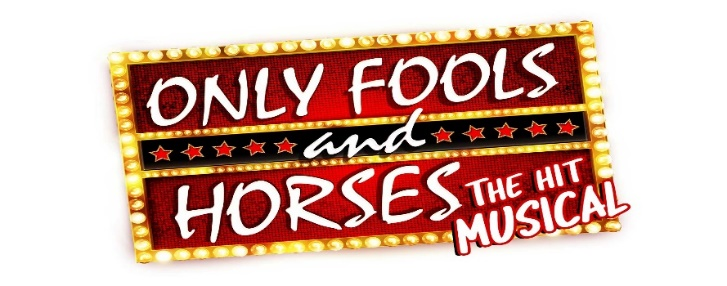 ONLY FOOLS
and
HORSES
THE HIT
MUSICAL